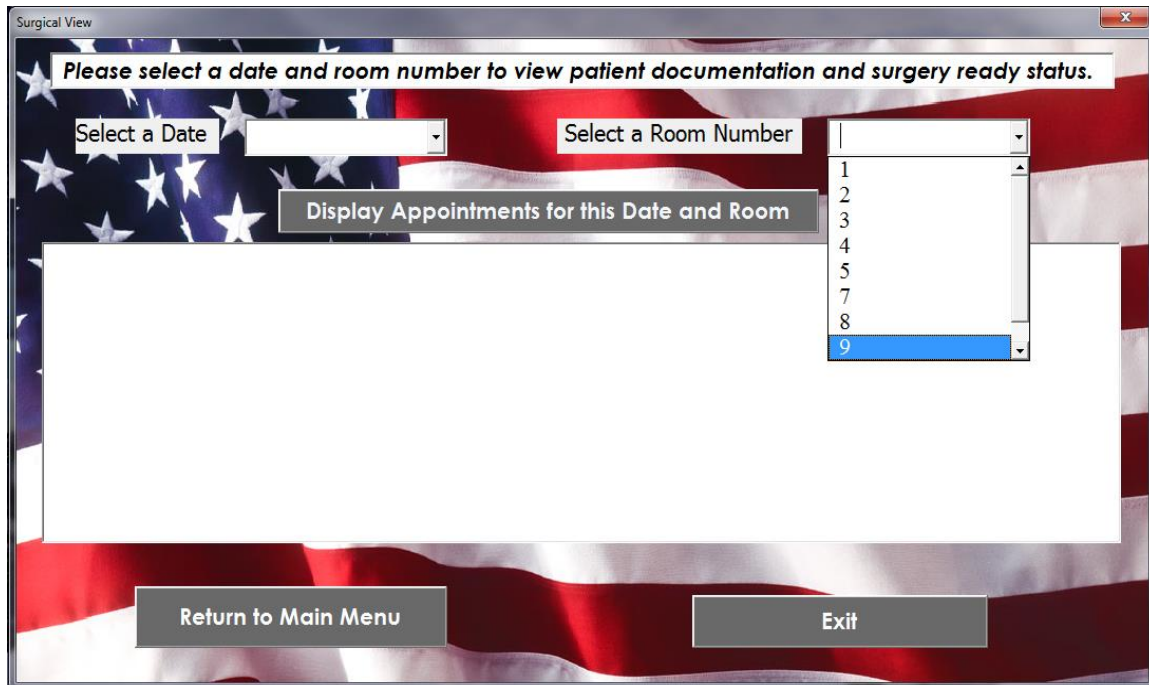 Surgical View
Please select a date and room number to view patient documentation and surgery ready status.
Select a Date
Select a Room Number
1
2
3
4
5
7
8
9
Display Appointments for this Date and Room
Return to Main Menu
Exit